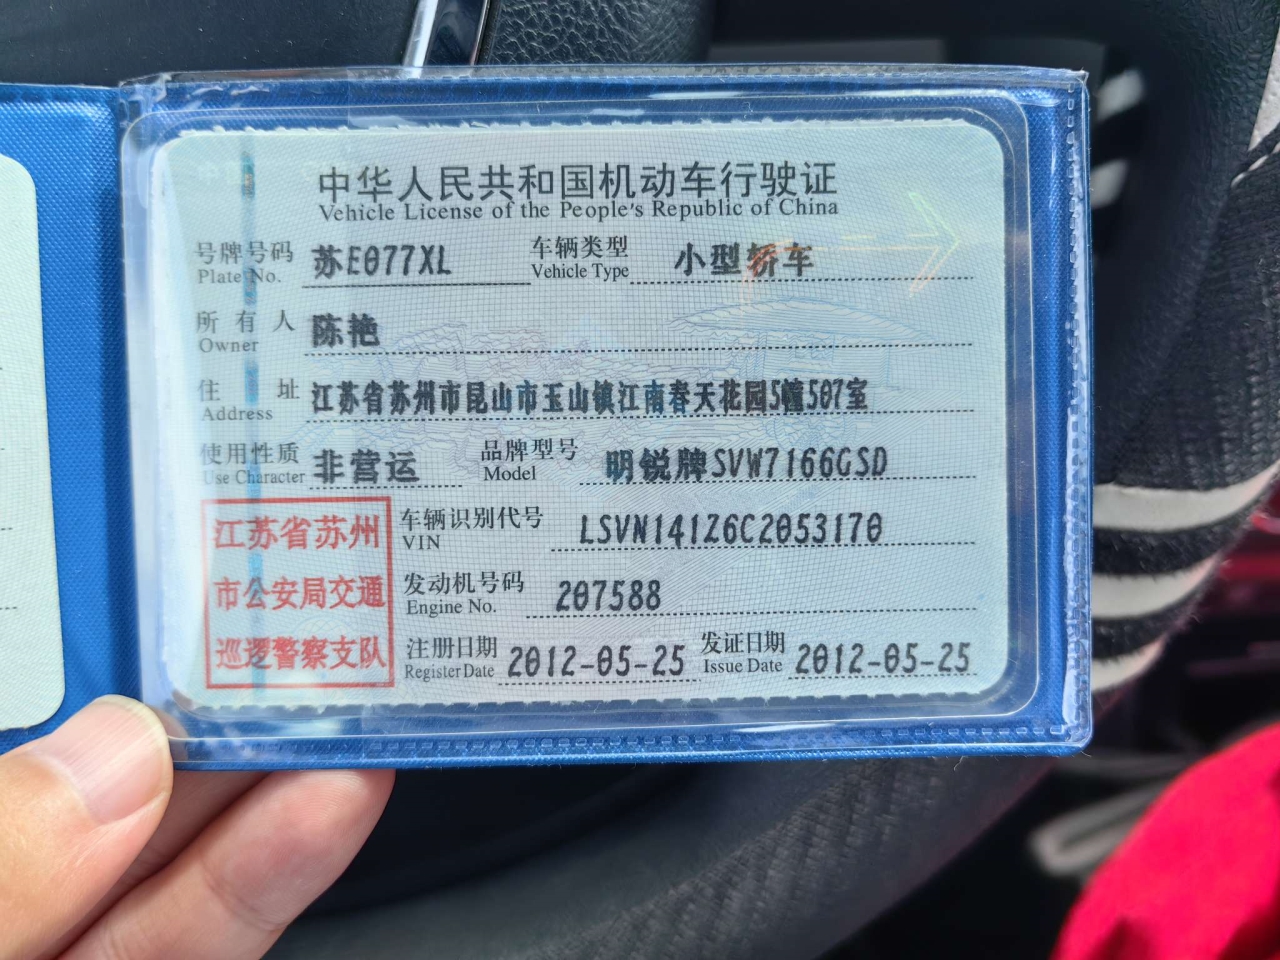 中华人民共和国机动车行驶证
Vehicle License of the People's Republic of China
号牌号码 苏E077XL 车辆类型 小型轿车
Plate No. Vehicle Type
所有人 陈艳
Owner
住址 江苏省苏州市昆山市玉山镇江南春天花园5幢507室
Address
使用性质 非营运 品牌型号 明锐牌SVW7166GSD
Use Character Model
江苏省苏州
市公安局交通
巡逻警察支队
车辆识别代号 LSVN141Z6C2053170
VIN
发动机号码 207588
Engine No.
注册日期 2012-05-25 发证日期 2012-05-25
Register Date Issue Date